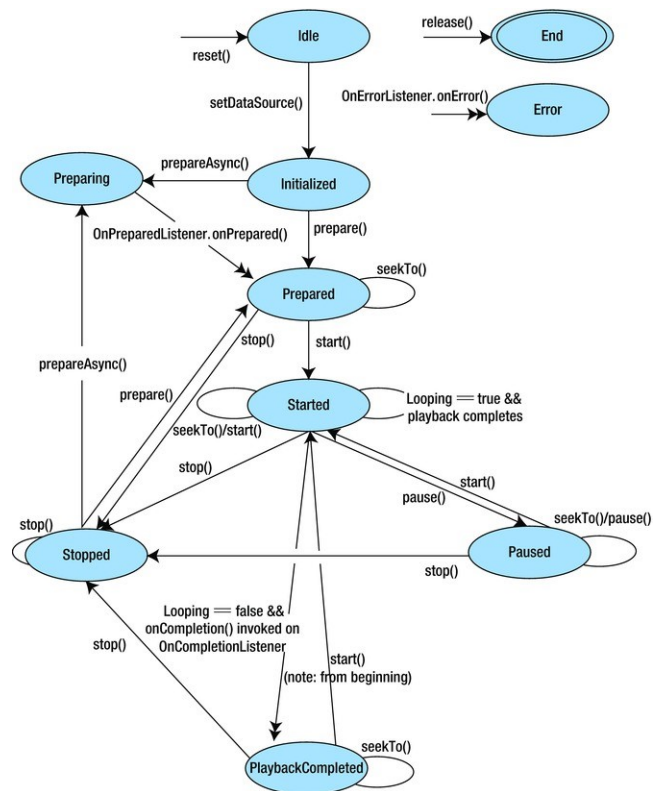 Idle
release()
End
reset()
OnErrorListener.onError()
Error
setDataSource()
prepareAsync()
Preparing
Initialized
OnPreparedListener.onPrepared()
prepare()
seekTo()
Prepared
stop()
start()
prepareAsync()
prepare()
Started
Looping == true &&
playback completes
seekTo()/start()
stop()
start()
pause()
stop()
seekTo()/pause()
Stopped
Paused
stop()
Looping == false &&
onCompletion() invoked on
OnCompletionListener
stop()
start()
(note: from beginning)
seekTo()
PlaybackCompleted